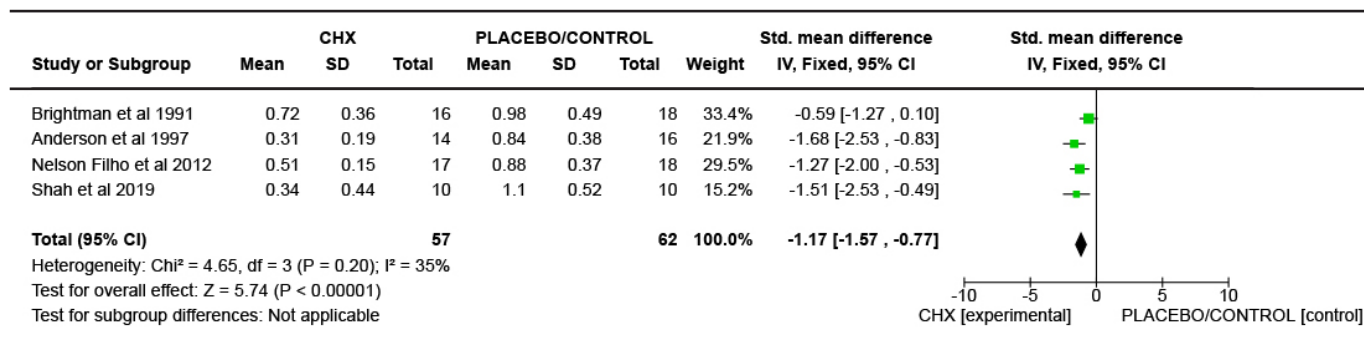 CHX PLACEBO/CONTROL Std. mean difference Std. mean difference
Study or Subgroup Mean SD Total Mean SD Total Weight IV, Fixed, 95% CI IV, Fixed, 95% CI
Brightman et al 1991 0.72 0.36 16 0.98 0.49 18 33.4% -0.59 [-1.27 , 0.10]
Anderson et al 1997 0.31 0.19 14 0.84 0.38 16 21.9% -1.68 [-2.53 , -0.83]
Nelson Filho et al 2012 0.51 0.15 17 0.88 0.37 18 29.5% -1.27 [-2.00 , -0.53]
Shah et al 2019 0.34 0.44 10 1.1 0.52 10 15.2% -1.51 [-2.53 , -0.49]
Total (95% CI) 57 62 100.0% -1.17 [-1.57 , -0.77]
Heterogeneity: Chi² = 4.65, df = 3 (P = 0.20); I² = 35%
Test for overall effect: Z = 5.74 (P < 0.00001)
Test for subgroup differences: Not applicable
-10 -5 0 5 10
CHX [experimental] PLACEBO/CONTROL [control]